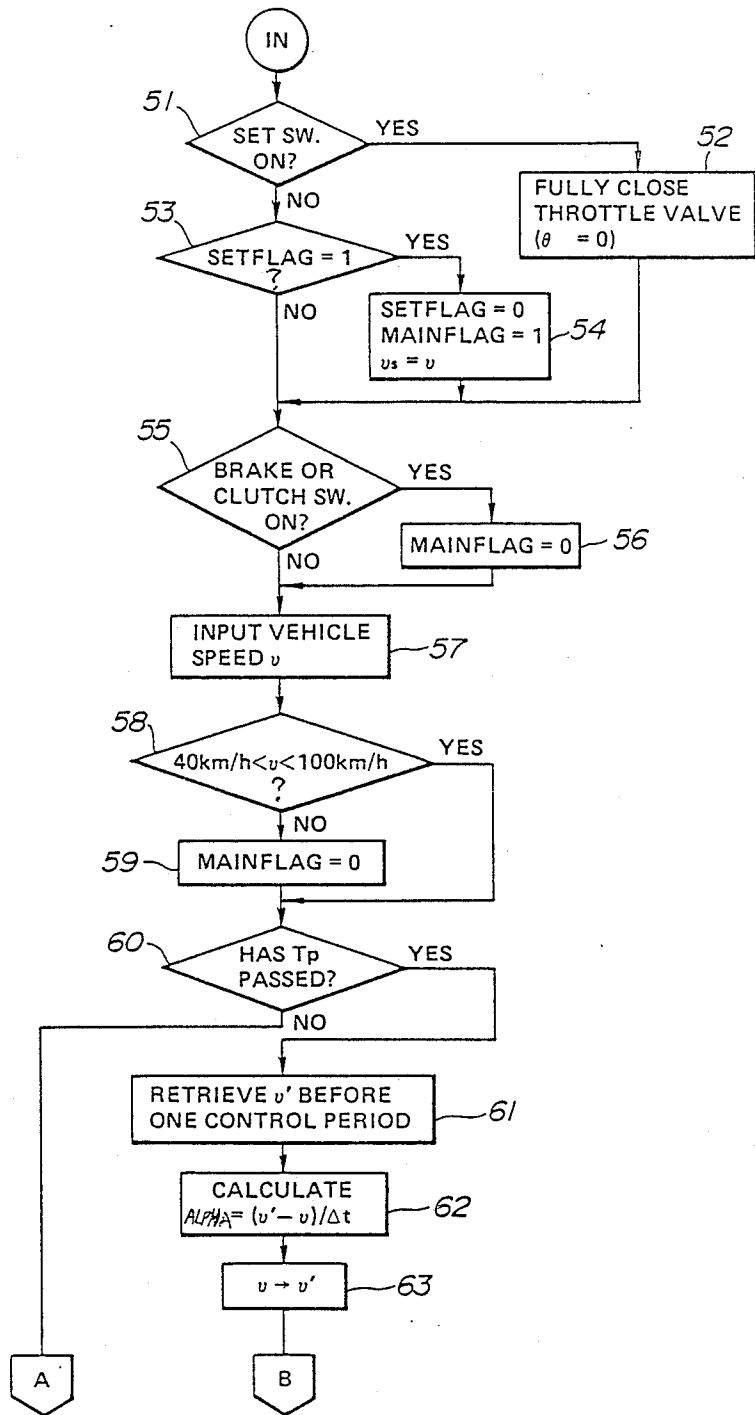 IN
51
SET SW.
ON?
YES
NO
52
FULLY CLOSE
THROTTLE VALVE
(θ = 0)
53
SETFLAG = 1
?
YES
NO
SETFLAG = 0
MAINFLAG = 1
υs = υ
54
55
BRAKE OR
CLUTCH SW.
ON?
YES
NO
MAINFLAG = 0
56
INPUT VEHICLE
SPEED υ
57
58
40km/h<υ<100km/h
?
YES
NO
59
MAINFLAG = 0
60
HAS Tp
PASSED?
YES
NO
RETRIEVE υ' BEFORE
ONE CONTROL PERIOD
61
CALCULATE
ALPHA = (υ' – υ)/Δt
62
υ → υ'
63
A
B